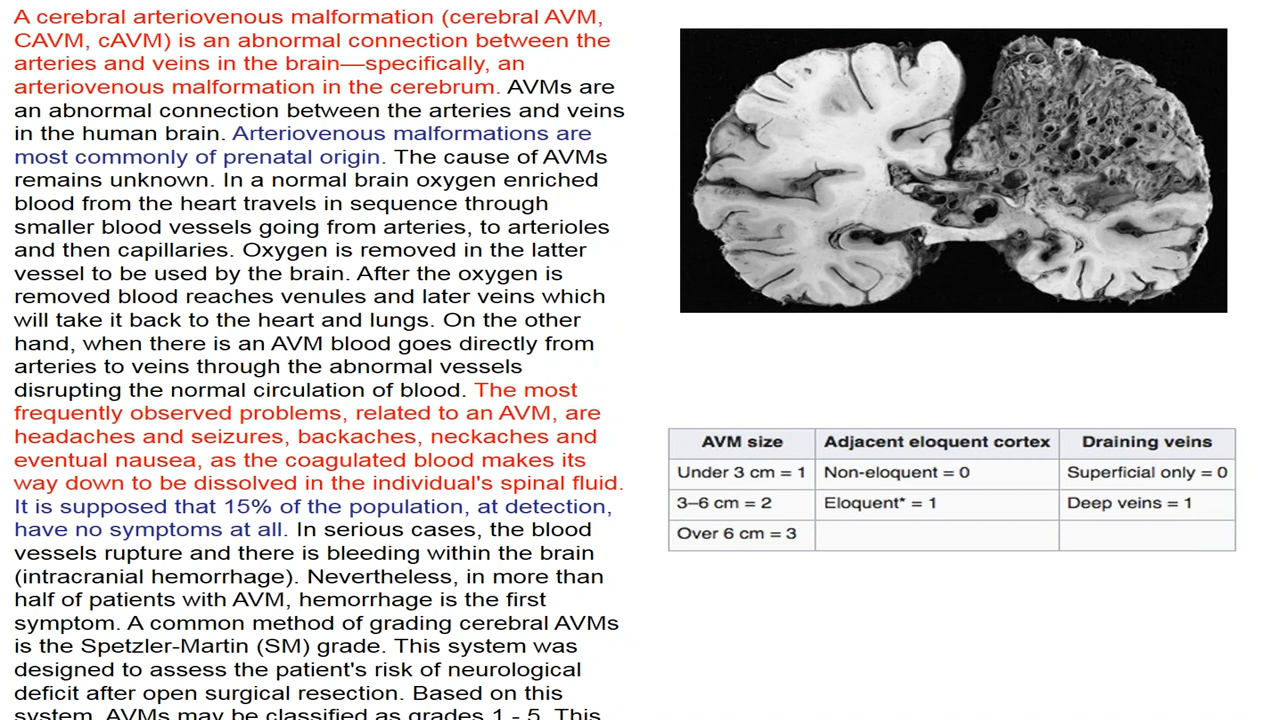 A cerebral arteriovenous malformation (cerebral AVM,
CAVM, cAVM) is an abnormal connection between the
arteries and veins in the brain—specifically, an
arteriovenous malformation in the cerebrum. AVMs are
an abnormal connection between the arteries and veins
in the human brain. Arteriovenous malformations are
most commonly of prenatal origin. The cause of AVMs
remains unknown. In a normal brain oxygen enriched
blood from the heart travels in sequence through
smaller blood vessels going from arteries, to arterioles
and then capillaries. Oxygen is removed in the latter
vessel to be used by the brain. After the oxygen is
removed blood reaches venules and later veins which
will take it back to the heart and lungs. On the other
hand, when there is an AVM blood goes directly from
arteries to veins through the abnormal vessels
disrupting the normal circulation of blood. The most
frequently observed problems, related to an AVM, are
headaches and seizures, backaches, neckaches and
eventual nausea, as the coagulated blood makes its
way down to be dissolved in the individual's spinal fluid.
It is supposed that 15% of the population, at detection,
have no symptoms at all. In serious cases, the blood
vessels rupture and there is bleeding within the brain
(intracranial hemorrhage). Nevertheless, in more than
half of patients with AVM, hemorrhage is the first
symptom. A common method of grading cerebral AVMs
is the Spetzler-Martin (SM) grade. This system was
designed to assess the patient's risk of neurological
deficit after open surgical resection. Based on this
system, AVMs may be classified as grades 1 - 5. This
AVM size Adjacent eloquent cortex Draining veins
Under 3 cm = 1 Non-eloquent = 0 Superficial only = 0
3–6 cm = 2 Eloquent* = 1 Deep veins = 1
Over 6 cm = 3